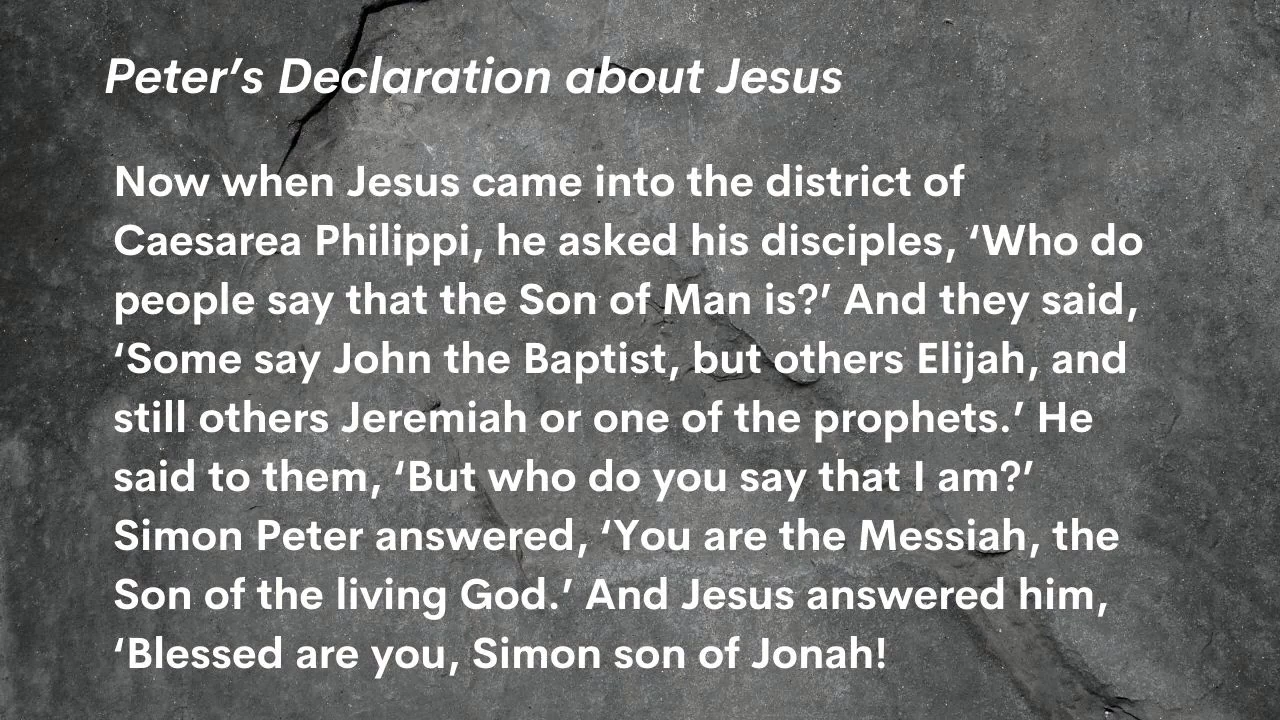 Peter’s Declaration about Jesus
Now when Jesus came into the district of
Caesarea Philippi, he asked his disciples, ‘Who do
people say that the Son of Man is?’ And they said,
‘Some say John the Baptist, but others Elijah, and
still others Jeremiah or one of the prophets.’ He
said to them, ‘But who do you say that I am?’
Simon Peter answered, ‘You are the Messiah, the
Son of the living God.’ And Jesus answered him,
‘Blessed are you, Simon son of Jonah!